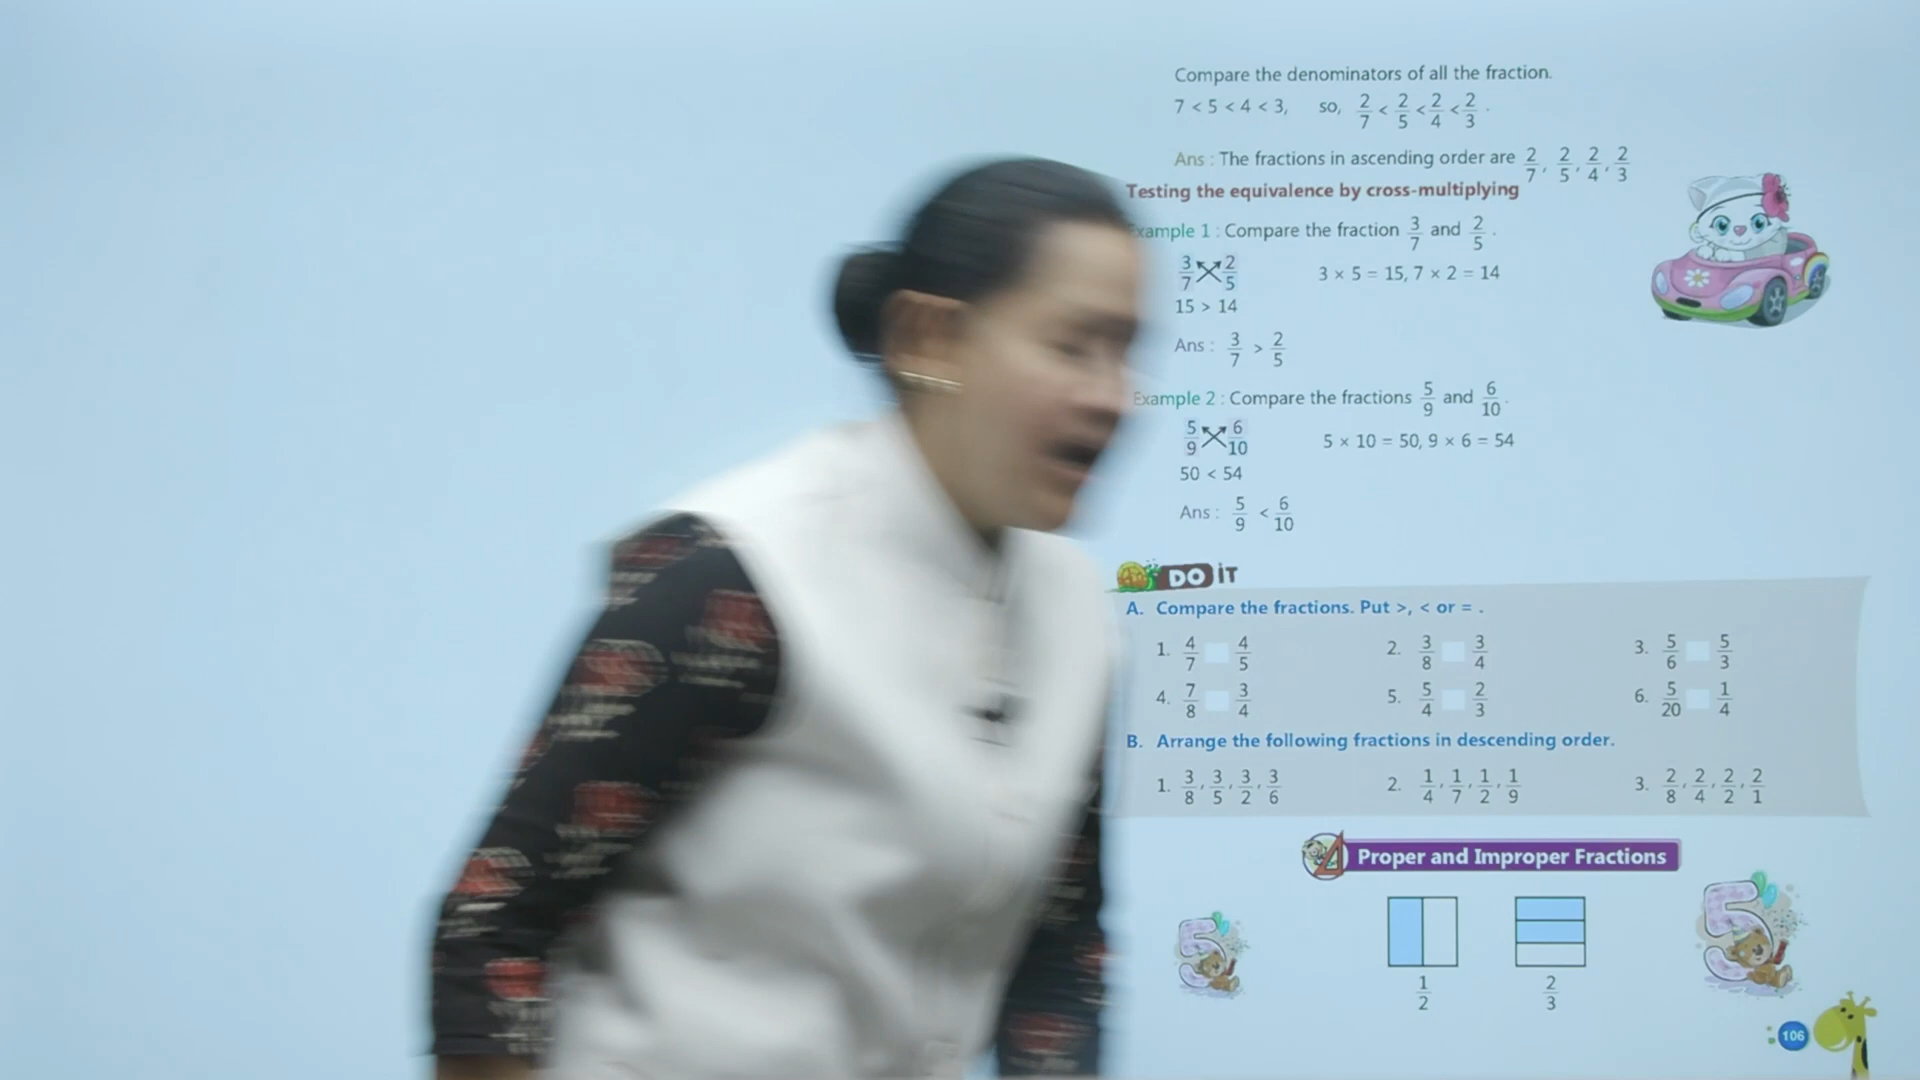 Compare the denominators of all the fraction.
7 < 5 < 4 < 3, so, 2/7 < 2/5 < 2/4 < 2/3 .
Ans : The fractions in ascending order are 2/7, 2/5, 2/4, 2/3
Testing the equivalence by cross-multiplying
Example 1 : Compare the fraction 3/7 and 2/5 .
3/7 2/5 3 × 5 = 15, 7 × 2 = 14
15 > 14
Ans : 3/7 > 2/5
Example 2 : Compare the fractions 5/9 and 6/10 .
5/9 6/10 5 × 10 = 50, 9 × 6 = 54
50 < 54
Ans : 5/9 < 6/10
DO iT
A. Compare the fractions. Put >, < or = .
1. 4/7 4/5 2. 3/8 3/4 3. 5/6 5/3
4. 7/8 3/4 5. 5/4 2/3 6. 5/20 1/4
B. Arrange the following fractions in descending order.
1. 3/8, 3/5, 3/2, 3/6 2. 1/4, 1/7, 1/2, 1/9 3. 2/8, 2/4, 2/2, 2/1
Proper and Improper Fractions
5 5
1/2 2/3
106